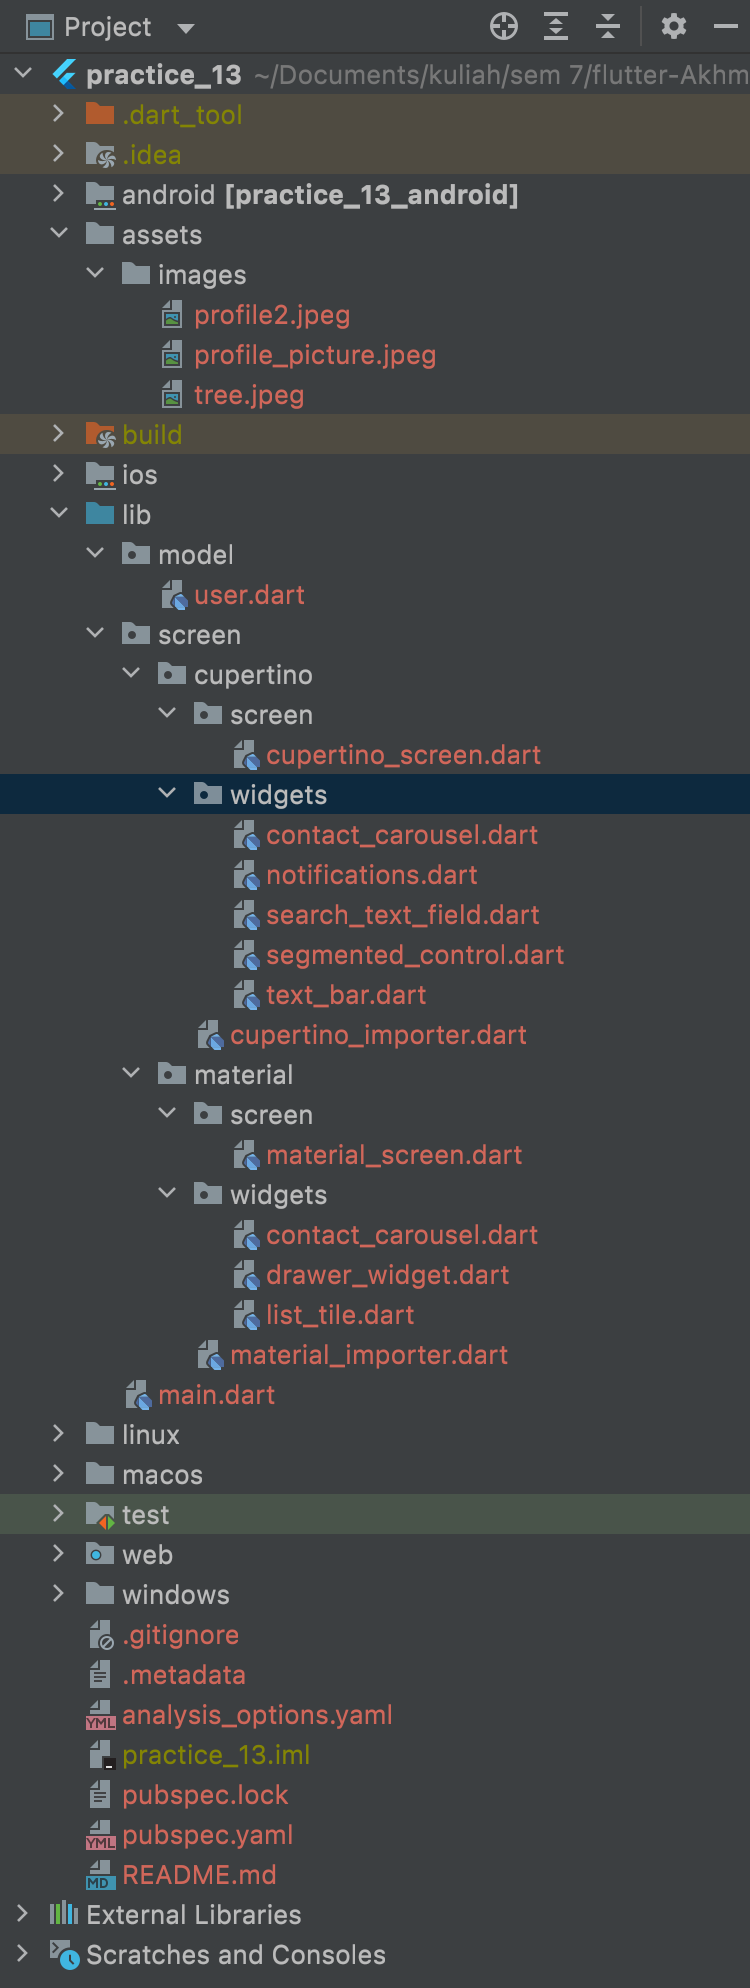 Project
practice_13 ~/Documents/kuliah/sem 7/flutter-Akhm
.dart_tool
.idea
android [practice_13_android]
assets
images
profile2.jpeg
profile_picture.jpeg
tree.jpeg
build
ios
lib
model
user.dart
screen
cupertino
screen
cupertino_screen.dart
widgets
contact_carousel.dart
notifications.dart
search_text_field.dart
segmented_control.dart
text_bar.dart
cupertino_importer.dart
material
screen
material_screen.dart
widgets
contact_carousel.dart
drawer_widget.dart
list_tile.dart
material_importer.dart
main.dart
linux
macos
test
web
windows
.gitignore
.metadata
YML analysis_options.yaml
practice_13.iml
pubspec.lock
YML pubspec.yaml
MD README.md
External Libraries
Scratches and Consoles